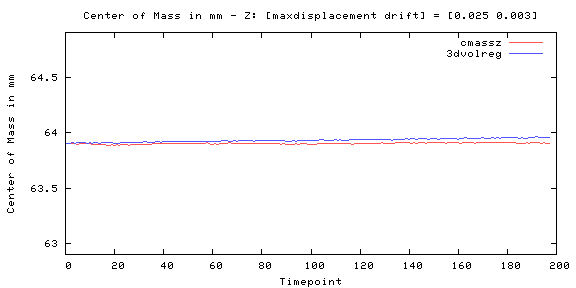 Center of Mass in mm - Z: [maxdisplacement drift] = [0.025 0.003]
cmassz
3dvolreg
64.5
64
63.5
63
Center of Mass in mm
0 20 40 60 80 100 120 140 160 180 200
Timepoint